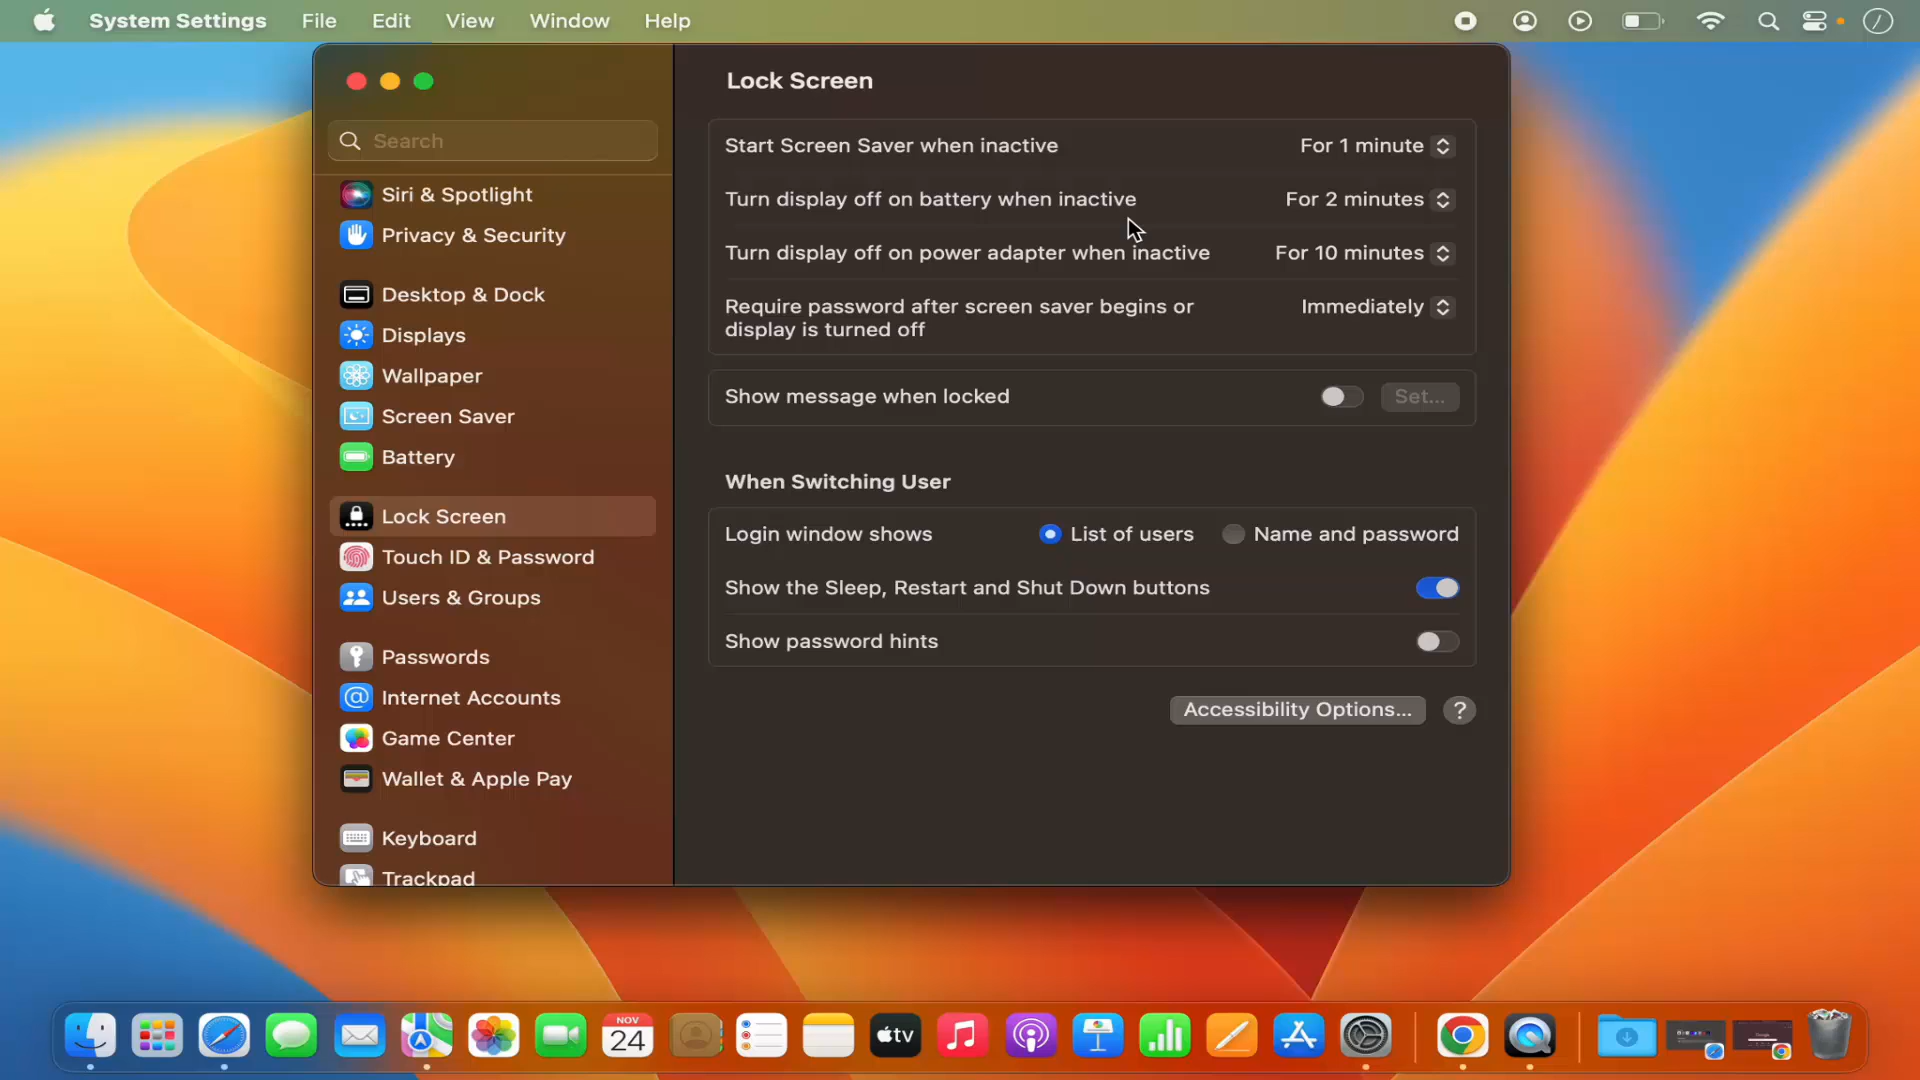 System Settings File Edit View Window Help
Lock Screen
Search
Start Screen Saver when inactive For 1 minute
Siri & Spotlight
Turn display off on battery when inactive For 2 minutes
Privacy & Security
Turn display off on power adapter when inactive For 10 minutes
Desktop & Dock
Require password after screen saver begins or Immediately
display is turned off
Displays
Wallpaper
Show message when locked Set...
Screen Saver
Battery
When Switching User
Lock Screen
Login window shows List of users Name and password
Touch ID & Password
Show the Sleep, Restart and Shut Down buttons
Users & Groups
Show password hints
Passwords
Internet Accounts
Accessibility Options... ?
Game Center
Wallet & Apple Pay
Keyboard
Trackpad
NOV
24
tv